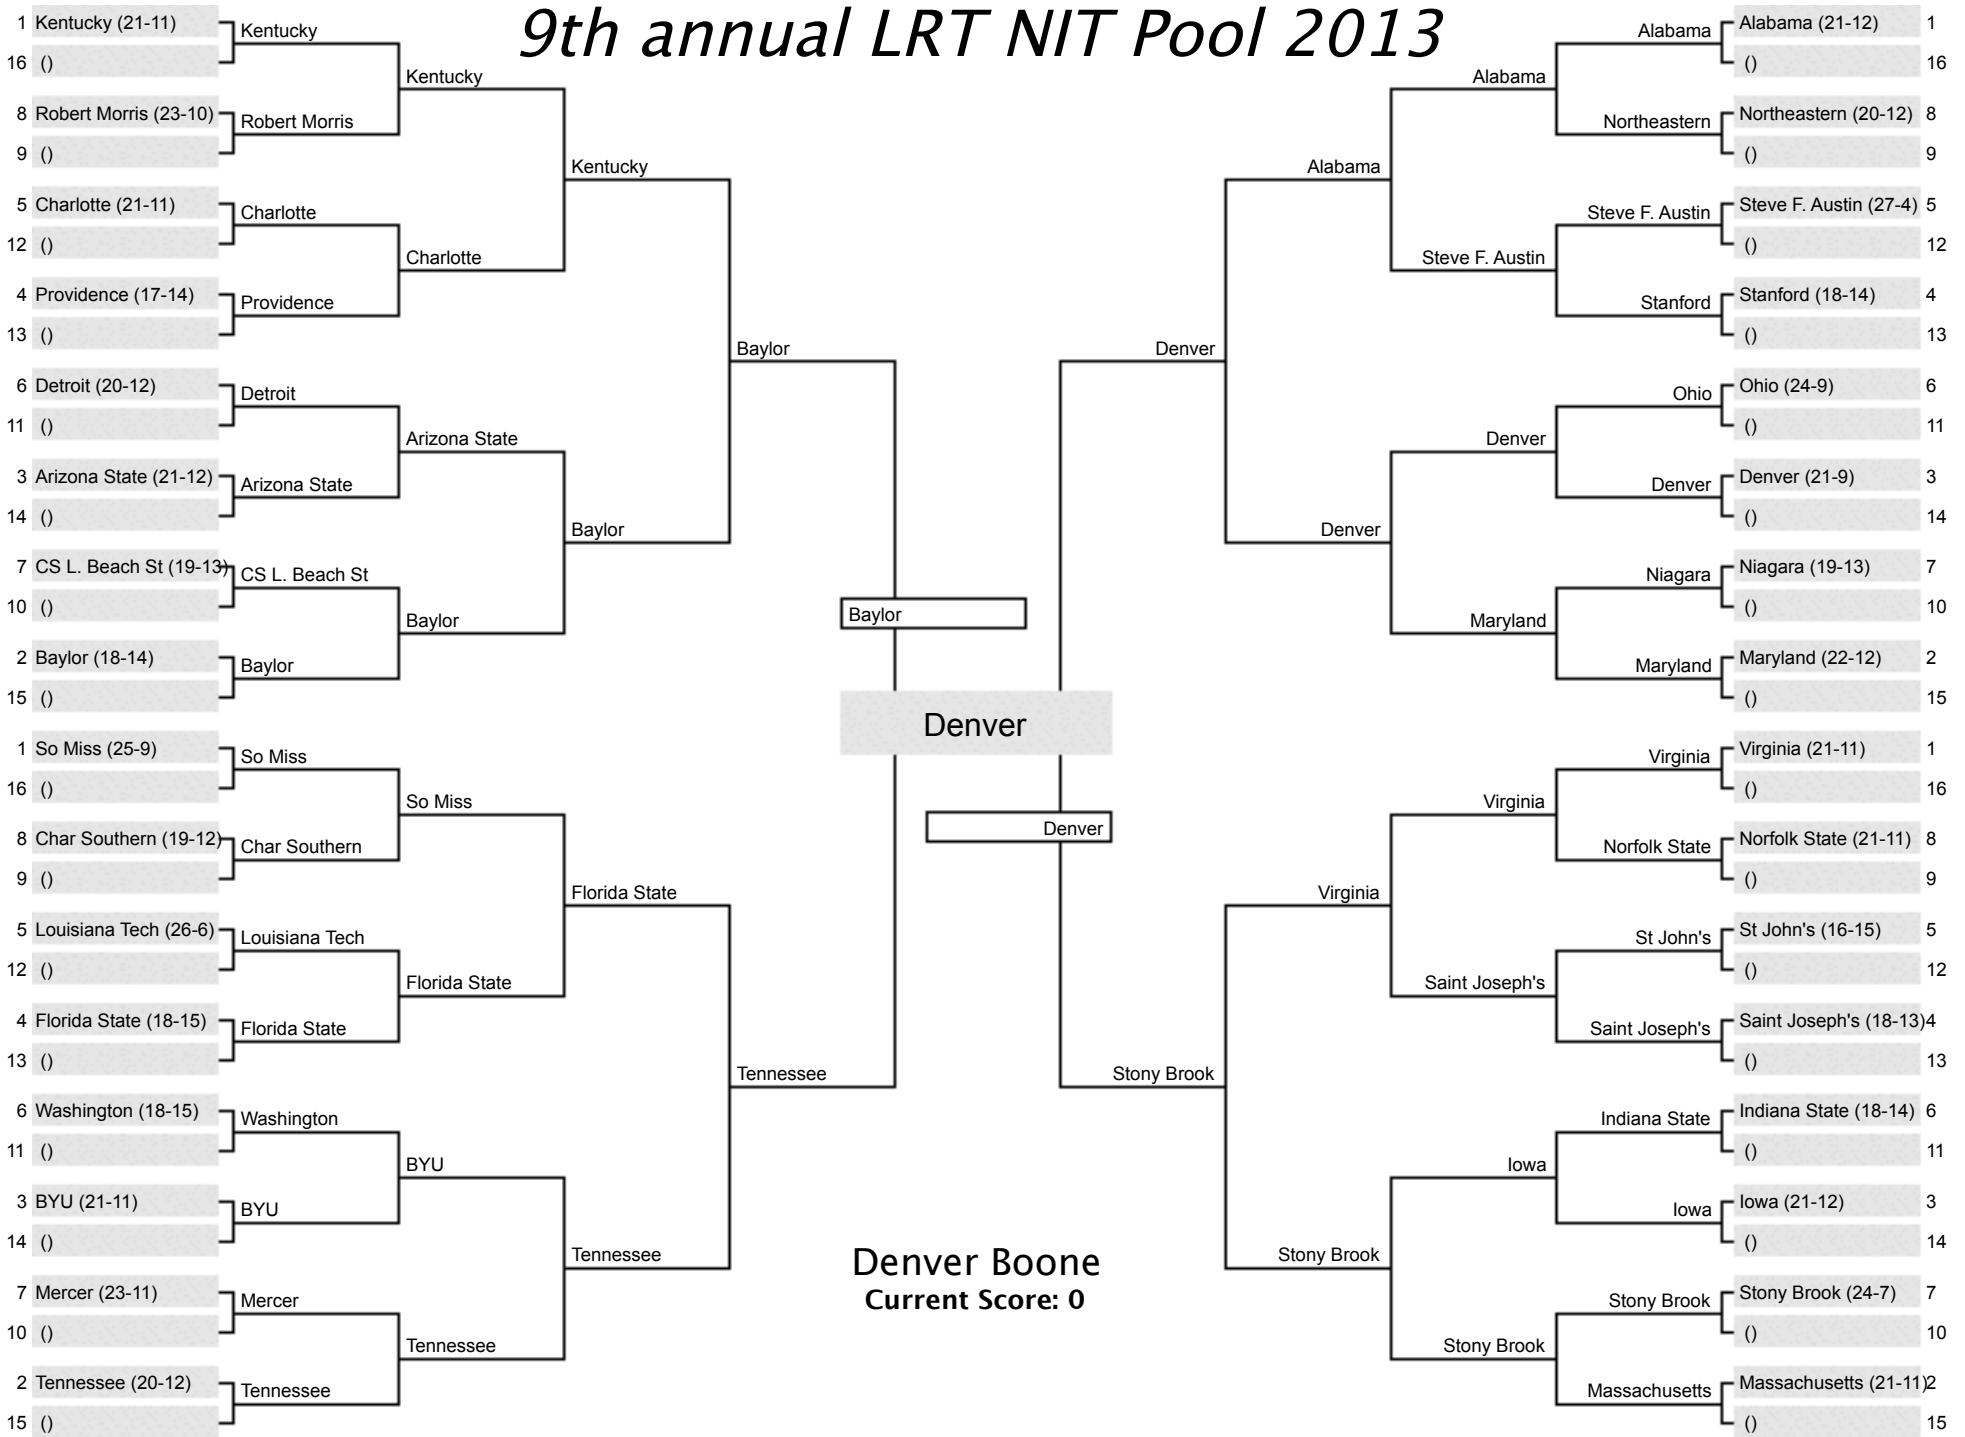 9th annual LRT NIT Pool 2013
1 Kentucky (21-11)
16 ()
8 Robert Morris (23-10)
9 ()
5 Charlotte (21-11)
12 ()
4 Providence (17-14)
13 ()
6 Detroit (20-12)
11 ()
3 Arizona State (21-12)
14 ()
7 CS L. Beach St (19-13)
10 ()
2 Baylor (18-14)
15 ()
1 So Miss (25-9)
16 ()
8 Char Southern (19-12)
9 ()
5 Louisiana Tech (26-6)
12 ()
4 Florida State (18-15)
13 ()
6 Washington (18-15)
11 ()
3 BYU (21-11)
14 ()
7 Mercer (23-11)
10 ()
2 Tennessee (20-12)
15 ()
Kentucky
Robert Morris
Charlotte
Providence
Detroit
Arizona State
CS L. Beach St
Baylor
So Miss
Char Southern
Louisiana Tech
Florida State
Washington
BYU
Mercer
Tennessee
Kentucky
Charlotte
Arizona State
Baylor
So Miss
Florida State
BYU
Tennessee
Kentucky
Baylor
Florida State
Tennessee
Baylor
Tennessee
Baylor
Denver
Denver
Denver Boone
Current Score: 0
Denver
Stony Brook
Alabama
Denver
Virginia
Stony Brook
Alabama
Steve F. Austin
Denver
Maryland
Virginia
Saint Joseph's
Iowa
Stony Brook
Alabama
Northeastern
Steve F. Austin
Stanford
Ohio
Denver
Niagara
Maryland
Virginia
Norfolk State
St John's
Saint Joseph's
Indiana State
Iowa
Stony Brook
Massachusetts
Alabama (21-12) 1
() 16
Northeastern (20-12) 8
() 9
Steve F. Austin (27-4) 5
() 12
Stanford (18-14) 4
() 13
Ohio (24-9) 6
() 11
Denver (21-9) 3
() 14
Niagara (19-13) 7
() 10
Maryland (22-12) 2
() 15
Virginia (21-11) 1
() 16
Norfolk State (21-11) 8
() 9
St John's (16-15) 5
() 12
Saint Joseph's (18-13) 4
() 13
Indiana State (18-14) 6
() 11
Iowa (21-12) 3
() 14
Stony Brook (24-7) 7
() 10
Massachusetts (21-11) 2
() 15